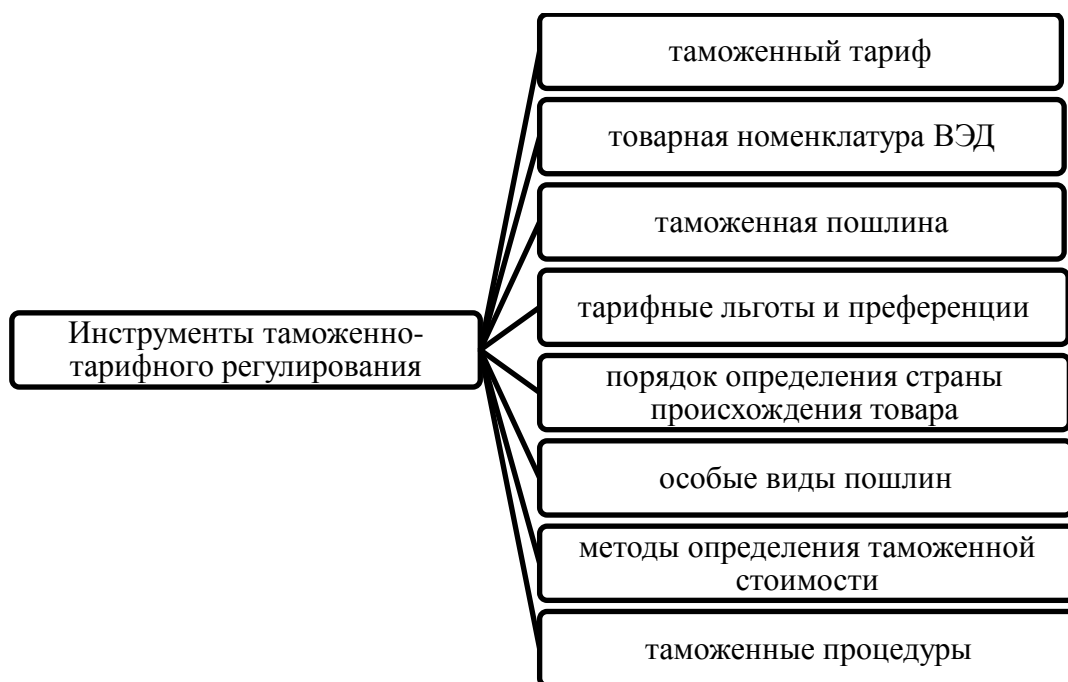 таможенный тариф
товарная номенклатура ВЭД
таможенная пошлина
тарифные льготы и преференции
Инструменты таможенно-
тарифного регулирования
порядок определения страны
происхождения товара
особые виды пошлин
методы определения таможенной
стоимости
таможенные процедуры